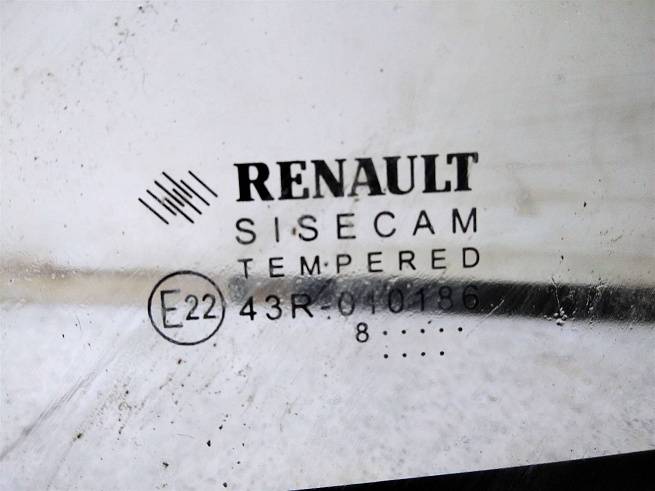 RENAULT
SISECAM
TEMPERED
E22 43R-010186
8.....
....